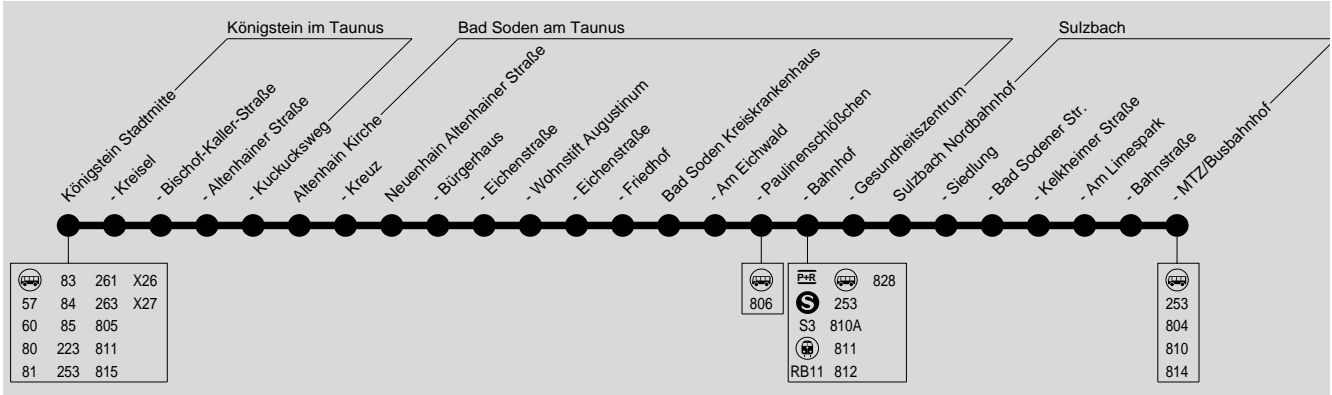 Königstein im Taunus
Bad Soden am Taunus
Sulzbach
Königstein Stadtmitte
- Kreisel
- Bischof-Kaller-Straße
- Altenhainer Straße
- Kuckucksweg
Altenhain Kirche
- Kreuz
Neuenhain Altenhainer Straße
- Bürgerhaus
- Eichenstraße
- Wohnstift Augustinum
- Eichenstraße
- Friedhof
Bad Soden Kreiskrankenhaus
- Am Eichwald
- Paulinenschlößchen
- Bahnhof
- Gesundheitszentrum
Sulzbach Nordbahnhof
- Siedlung
- Bad Sodener Str.
- Kelkheimer Straße
- Am Limespark
- Bahnstraße
- MTZ/Busbahnhof
83 261 X26
57 84 263 X27
60 85 805
80 223 811
81 253 815
806
P+R 828
S 253
S3 810A
811
RB11 812
253
804
810
814